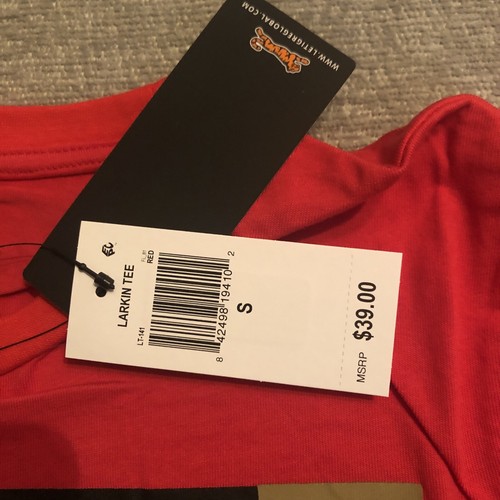 WWW.LETIGREGLOBAL.COM
LARKIN TEE
LT-141
RED
8 42498 19410 2
S
MSRP $39.00